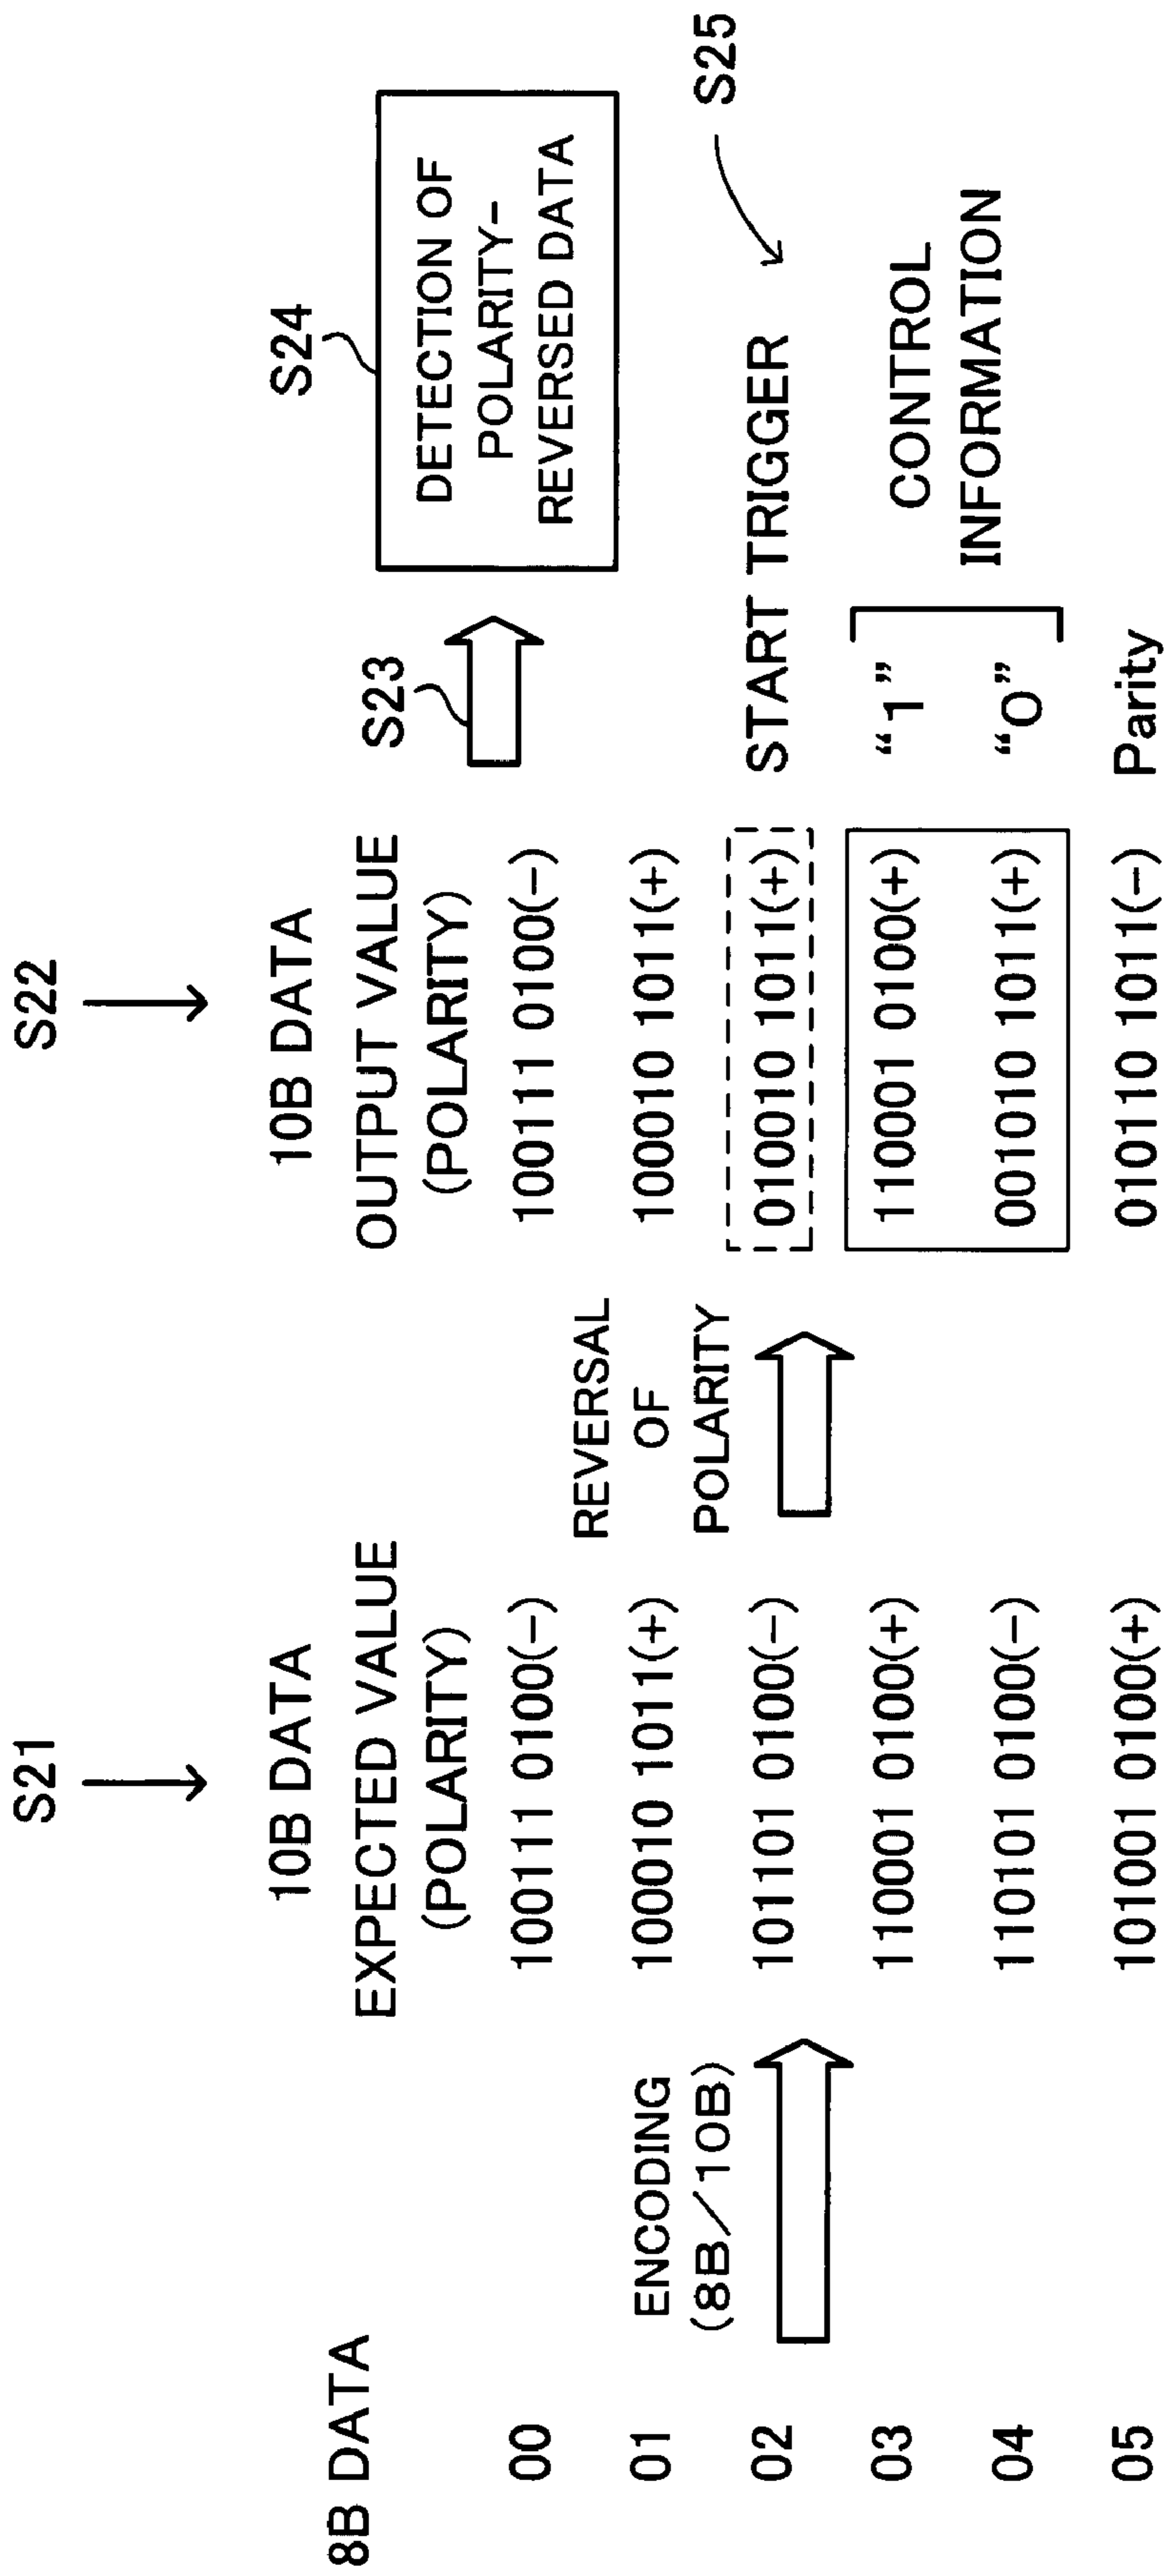 S21
S22
8B DATA
10B DATA
EXPECTED VALUE
(POLARITY)
10B DATA
OUTPUT VALUE
(POLARITY)
S23
S24
DETECTION OF
POLARITY-
REVERSED DATA
00
100111 0100(−)
100111 0100(−)
01
100010 1011(+)
100010 1011(+)
02
101101 0100(−)
010010 1011(+)
START TRIGGER
S25
03
110001 0100(+)
110001 0100(+)
“1”
04
110101 0100(−)
001010 1011(+)
“0”
CONTROL
INFORMATION
05
101001 0100(+)
010110 1011(−)
Parity
ENCODING
(8B/10B)
REVERSAL
OF
POLARITY